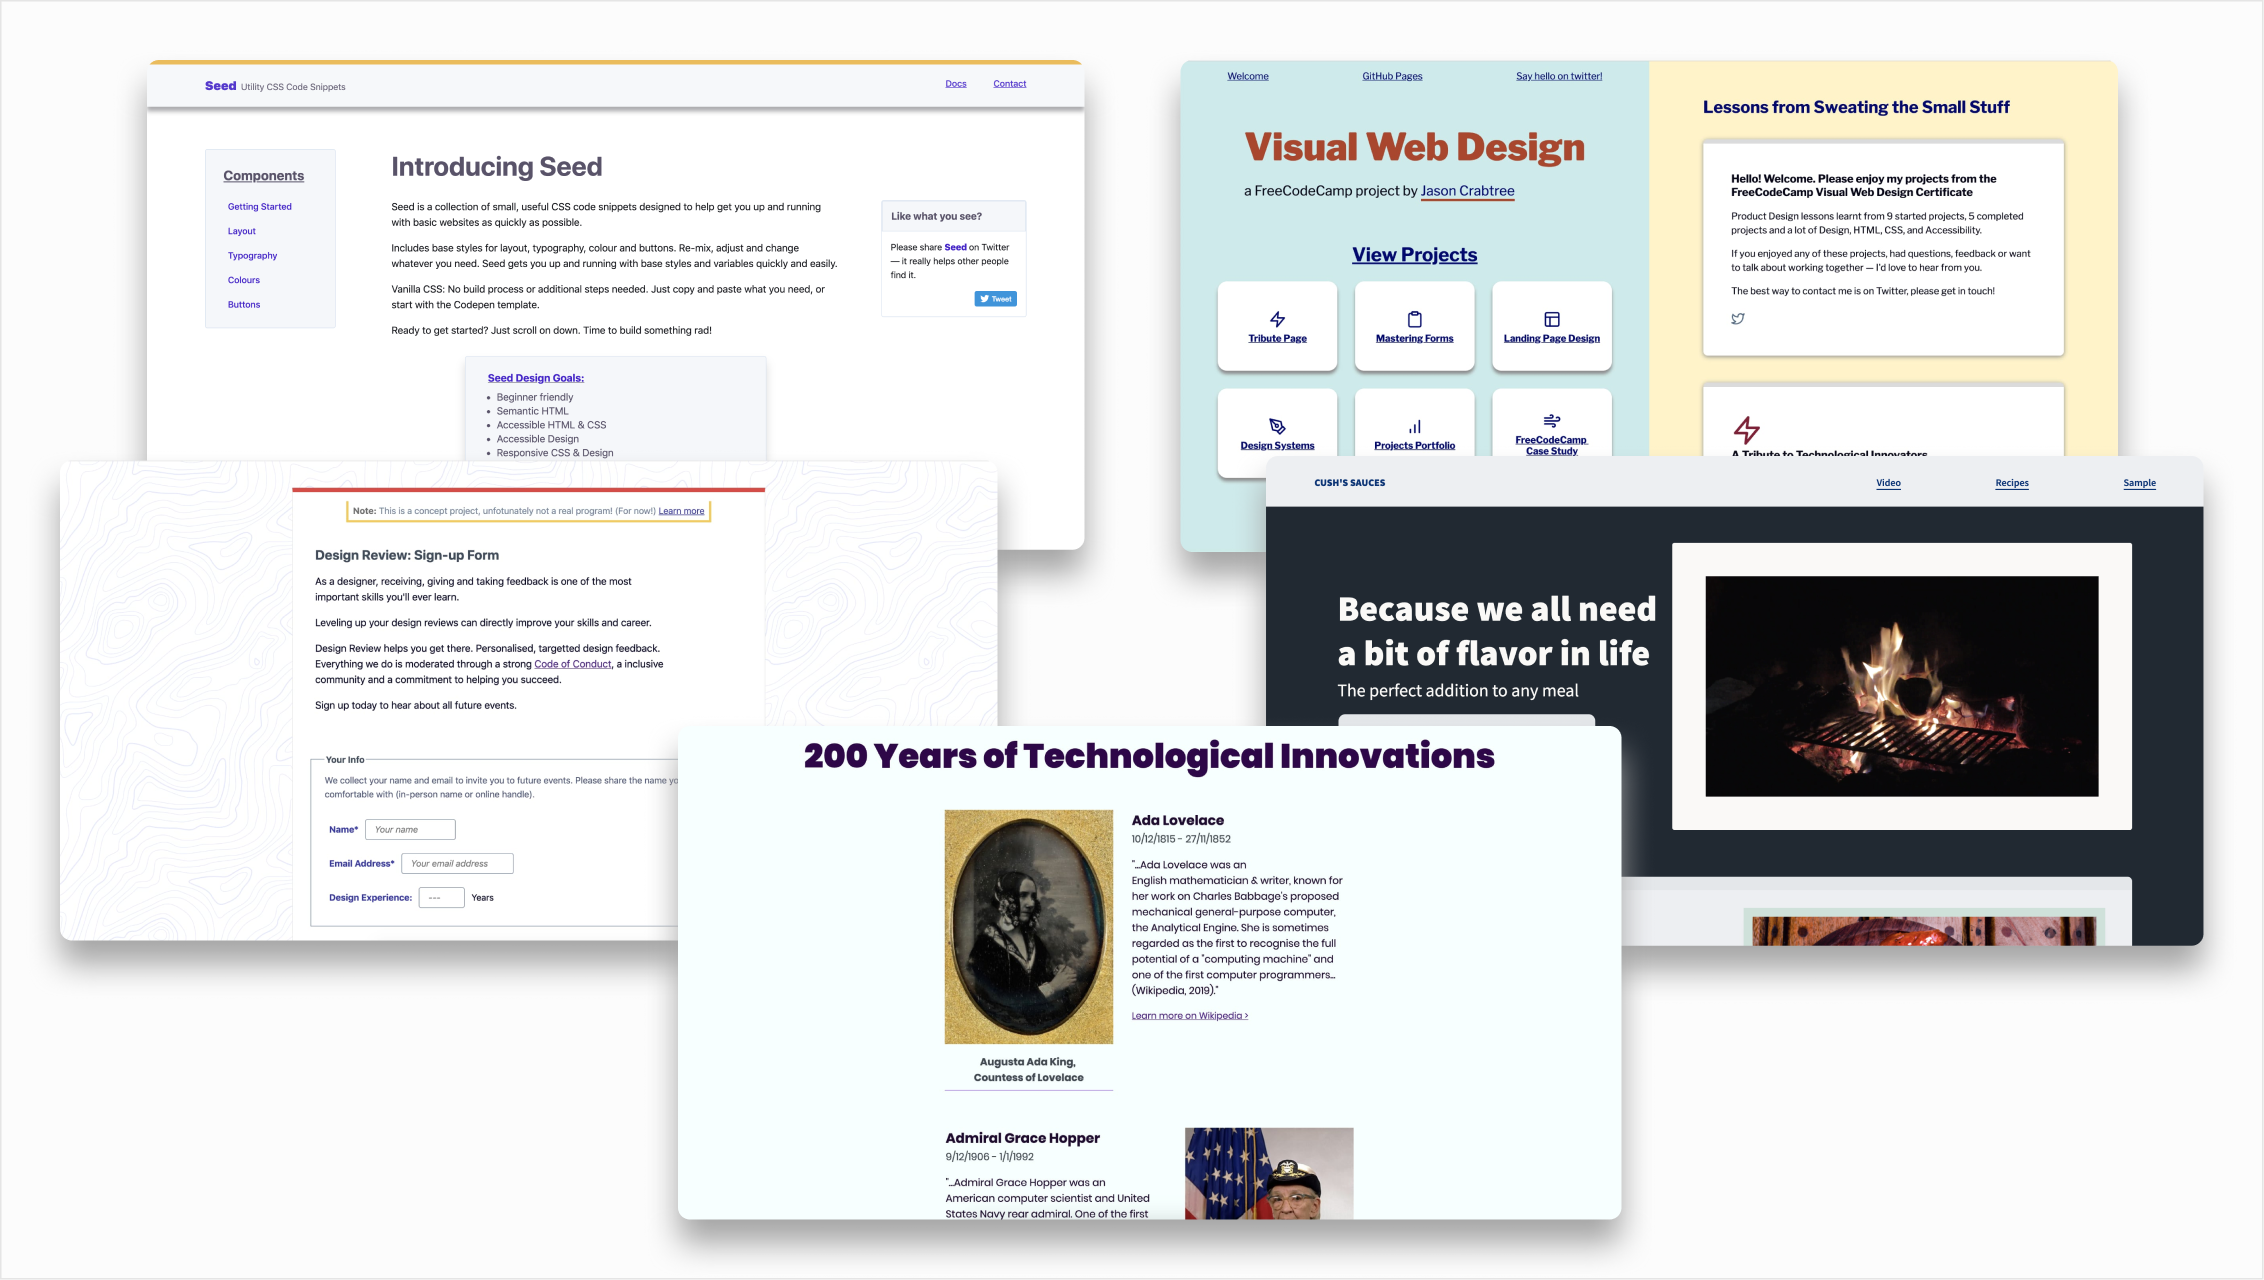 Seed Utility CSS Code Snippets
Docs
Contact
Components
Getting Started
Layout
Typography
Colours
Buttons
Introducing Seed
Seed is a collection of small, useful CSS code snippets designed to help get you up and running
with basic websites as quickly as possible.
Includes base styles for layout, typography, colour and buttons. Re-mix, adjust and change
whatever you need. Seed gets you up and running with base styles and variables quickly and easily.
Vanilla CSS: No build process or additional steps needed. Just copy and paste what you need, or
start with the Codepen template.
Ready to get started? Just scroll on down. Time to build something rad!
Like what you see?
Please share Seed on Twitter
— it really helps other people
find it.
Tweet
Seed Design Goals:
• Beginner friendly
• Semantic HTML
• Accessible HTML & CSS
• Accessible Design
• Responsive CSS & Design
Welcome
GitHub Pages
Say hello on twitter!
Visual Web Design
a FreeCodeCamp project by Jason Crabtree
View Projects
Tribute Page
Mastering Forms
Landing Page Design
Design Systems
Projects Portfolio
FreeCodeCamp
Case Study
Lessons from Sweating the Small Stuff
Hello! Welcome. Please enjoy my projects from the
FreeCodeCamp Visual Web Design Certificate
Product Design lessons learnt from 9 started projects, 5 completed
projects and a lot of Design, HTML, CSS, and Accessibility.
If you enjoyed any of these projects, had questions, feedback or want
to talk about working together — I'd love to hear from you.
The best way to contact me is on Twitter, please get in touch!
A Tribute to Technological Innovators
Note: This is a concept project, unfotunately not a real program! (For now!) Learn more
Design Review: Sign-up Form
As a designer, receiving, giving and taking feedback is one of the most
important skills you'll ever learn.
Leveling up your design reviews can directly improve your skills and career.
Design Review helps you get there. Personalised, targetted design feedback.
Everything we do is moderated through a strong Code of Conduct, a inclusive
community and a commitment to helping you succeed.
Sign up today to hear about all future events.
Your Info
We collect your name and email to invite you to future events. Please share the name
comfortable with (in-person name or online handle).
Name* Your name
Email Address* Your email address
Design Experience: --- Years
CUSH'S SAUCES
Video
Recipes
Sample
Because we all need
a bit of flavor in life
The perfect addition to any meal
200 Years of Technological Innovations
Ada Lovelace
10/12/1815 - 27/11/1852
"...Ada Lovelace was an
English mathematician & writer, known for
her work on Charles Babbage's proposed
mechanical general-purpose computer,
the Analytical Engine. She is sometimes
regarded as the first to recognise the full
potential of a "computing machine" and
one of the first computer programmers...
(Wikipedia, 2019)."
Learn more on Wikipedia >
Augusta Ada King,
Countess of Lovelace
Admiral Grace Hopper
9/12/1906 - 1/1/1992
"...Admiral Grace Hopper was an
American computer scientist and United
States Navy rear admiral. One of the first